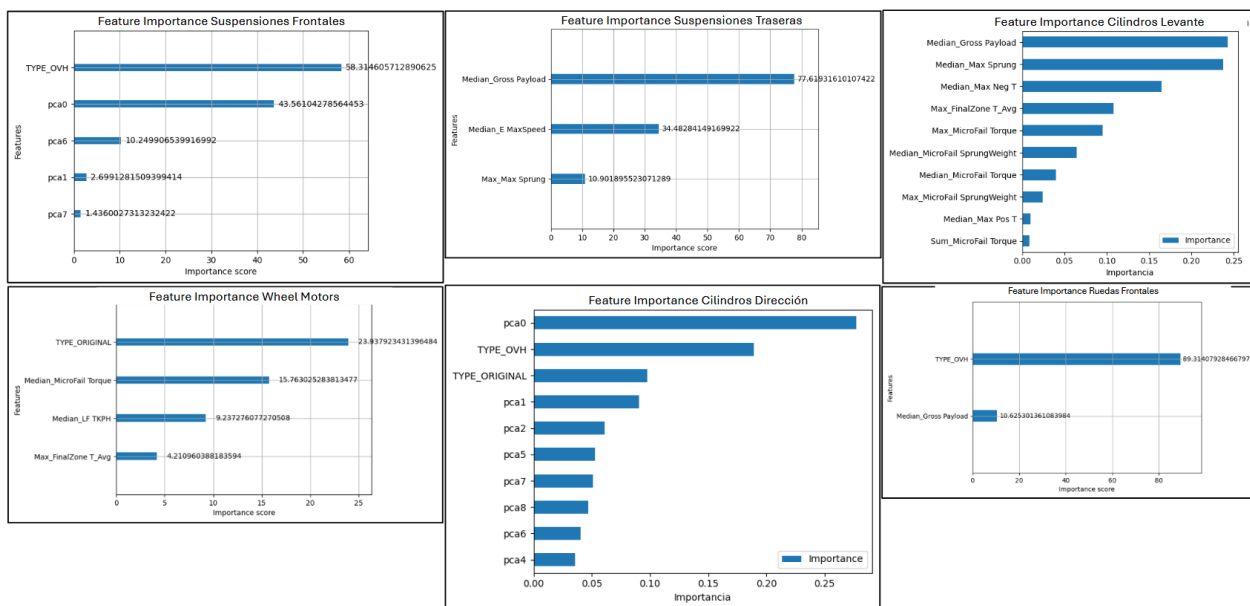 Feature Importance Suspensiones Frontales
Features
TYPE_OVH
58.314605712890625
pca0
43.56104278564453
pca6
10.249906539916992
pca1
2.6991281509399414
pca7
1.4360027313232422
0 10 20 30 40 50 60
Importance score
Feature Importance Suspensiones Traseras
Features
Median_Gross Payload
77.61931610107422
Median_E MaxSpeed
34.48284149169922
Max_Max Sprung
10.901895523071289
0 10 20 30 40 50 60 70 80
Importance score
Feature Importance Cilindros Levante
Median_Gross Payload
Median_Max Sprung
Median_Max Neg T
Max_FinalZone T_Avg
Max_MicroFail Torque
Median_MicroFail SprungWeight
Median_MicroFail Torque
Max_MicroFail SprungWeight
Median_Max Pos T
Sum_MicroFail Torque
Importance
0.00 0.05 0.10 0.15 0.20 0.25
Importancia
Feature Importance Wheel Motors
Features
TYPE_ORIGINAL
23.937923431396484
Median_MicroFail Torque
15.763025283813477
Median_LF TKPH
9.237276077270508
Max_FinalZone T_Avg
4.210960388183594
0 5 10 15 20 25
Importance score
Feature Importance Cilindros Dirección
pca0
TYPE_OVH
TYPE_ORIGINAL
pca1
pca2
pca5
pca7
pca8
pca6
pca4
Importance
0.00 0.05 0.10 0.15 0.20 0.25
Importancia
Feature Importance Ruedas Frontales
Features
TYPE_OVH
89.31407928466797
Median_Gross Payload
10.625301361083984
0 20 40 60 80
Importance score